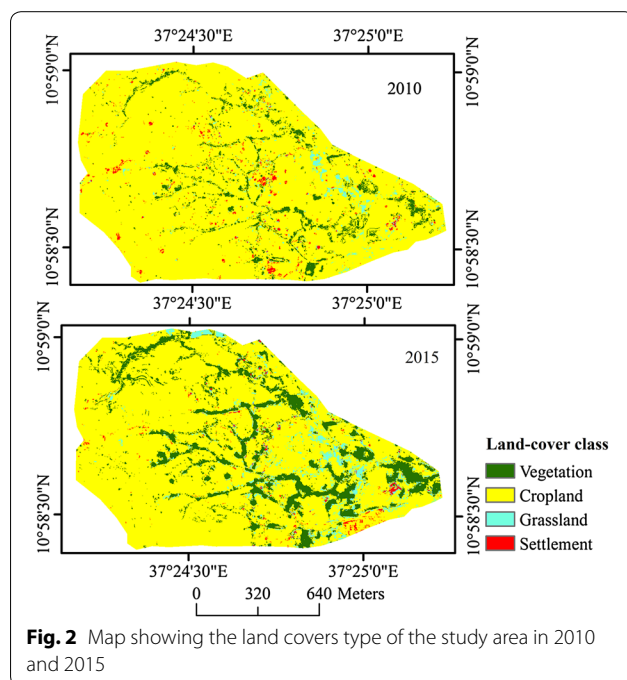 37°24'30"E 37°25'0"E
10°59'0"N 10°59'0"N
2010
10°58'30"N 10°58'30"N
37°24'30"E 37°25'0"E
10°59'0"N 10°59'0"N
2015
Land-cover class
Vegetation
Cropland
Grassland
Settlement
10°58'30"N 10°58'30"N
37°24'30"E 37°25'0"E
0 320 640 Meters
Fig. 2 Map showing the land covers type of the study area in 2010
and 2015